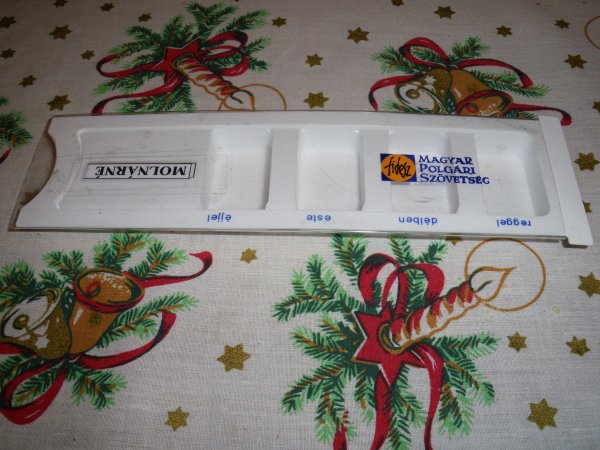 MOLNÁRNÉ
fidesz
MAGYAR
POLGÁRI
SZÖVETSÉG
reggel
délben
este
éjjel